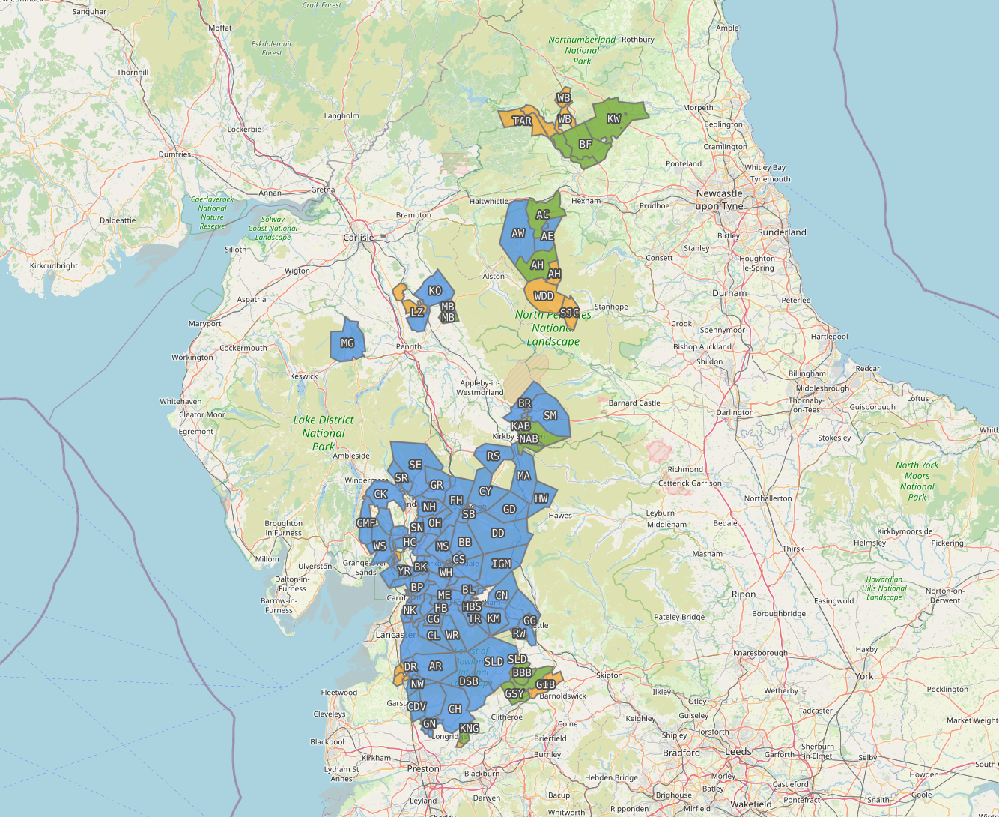 Sanquhar
Craik Forest
Moffat
Amble
Eskdalemuir
Forest
Northumberland
National
Park
Rothbury
Thornhill
WB
Morpeth
Langholm
TAR
WB
KW
Bedlington
Lockerbie
BF
Cramlington
Dumfries
Ponteland
Whitley Bay
Tynemouth
Gretna
Annan
Newcastle
upon Tyne
Caerlaverock
National
Nature
Reserve
Haltwhistle
Hexham
Prudhoe
Dalbeattie
Solway
Coast National
Landscape
Brampton
AC
Carlisle
AW
AE
Birtley
Sunderland
Silloth
Stanley
Consett
Houghton-
le-Spring
Kirkcudbright
Wigton
AH
AH
Alston
KO
WDD
Durham
Aspatria
MB
Stanhope
Peterlee
LZ
MB
SJC
North Pennines
National
Landscape
Maryport
Crook
Spennymoor
Hartlepool
MG
Cockermouth
Penrith
Bishop Auckland
Workington
Shildon
Keswick
Billingham
Redcar
Appleby-in-
Westmorland
Middlesbrough
Whitehaven
BR
Barnard Castle
Thornaby-
on-Tees
Loftus
Cleator Moor
SM
Darlington
Guisborough
Lake District
National
Park
KAB
Egremont
NAB
Stokesley
Ambleside
RS
SE
Richmond
North York
Moors
National
Park
Windermere
SR
MA
Catterick Garrison
GR
CY
CK
FH
HW
Northallerton
NH
SB
GD
Hawes
Leyburn
Broughton
in Furness
CMF
SN
OH
Middleham
Bedale
DD
Kirkbymoorside
HC
BB
WS
MS
Thirsk
Helmsley
Pickering
Millom
CS
Masham
Ulverston
IGM
YR
BK
WH
Dalton-in-
Furness
BP
BL
Howardian
Hills National
Landscape
ME
CN
Ripon
Norton-on-
Derwent
Barrow-in-
Furness
Easingwold
NK
HB
HBS
Boroughbridge
CG
TR
KM
GG
Pateley Bridge
Lancaster
CL
WR
RW
Haxby
Knaresborough
DR
AR
SLD
SLD
BBB
Skipton
York
NW
DSB
GIB
Fleetwood
GSY
Ilkley
Wetherby
Pocklington
Barnoldswick
Otley
CDV
CH
Tadcaster
Cleveleys
Clitheroe
Keighley
Guiseley
GN
KNG
Colne
Horsforth
Market Weighton
Longridge
Shipley
Blackpool
Brierfield
Sherburn
in Elmet
Kirkham
Burnley
Bradford
Leeds
Garforth
Selby
Lytham St
Annes
Preston
Blackburn
Hebden Bridge
Morley
Howden
Bacup
Batley
Castleford
Leyland
Darwen
Brighouse
Pontefract
Snaith
Goole
Whitworth
Ripponden
Mirfield
Wakefield